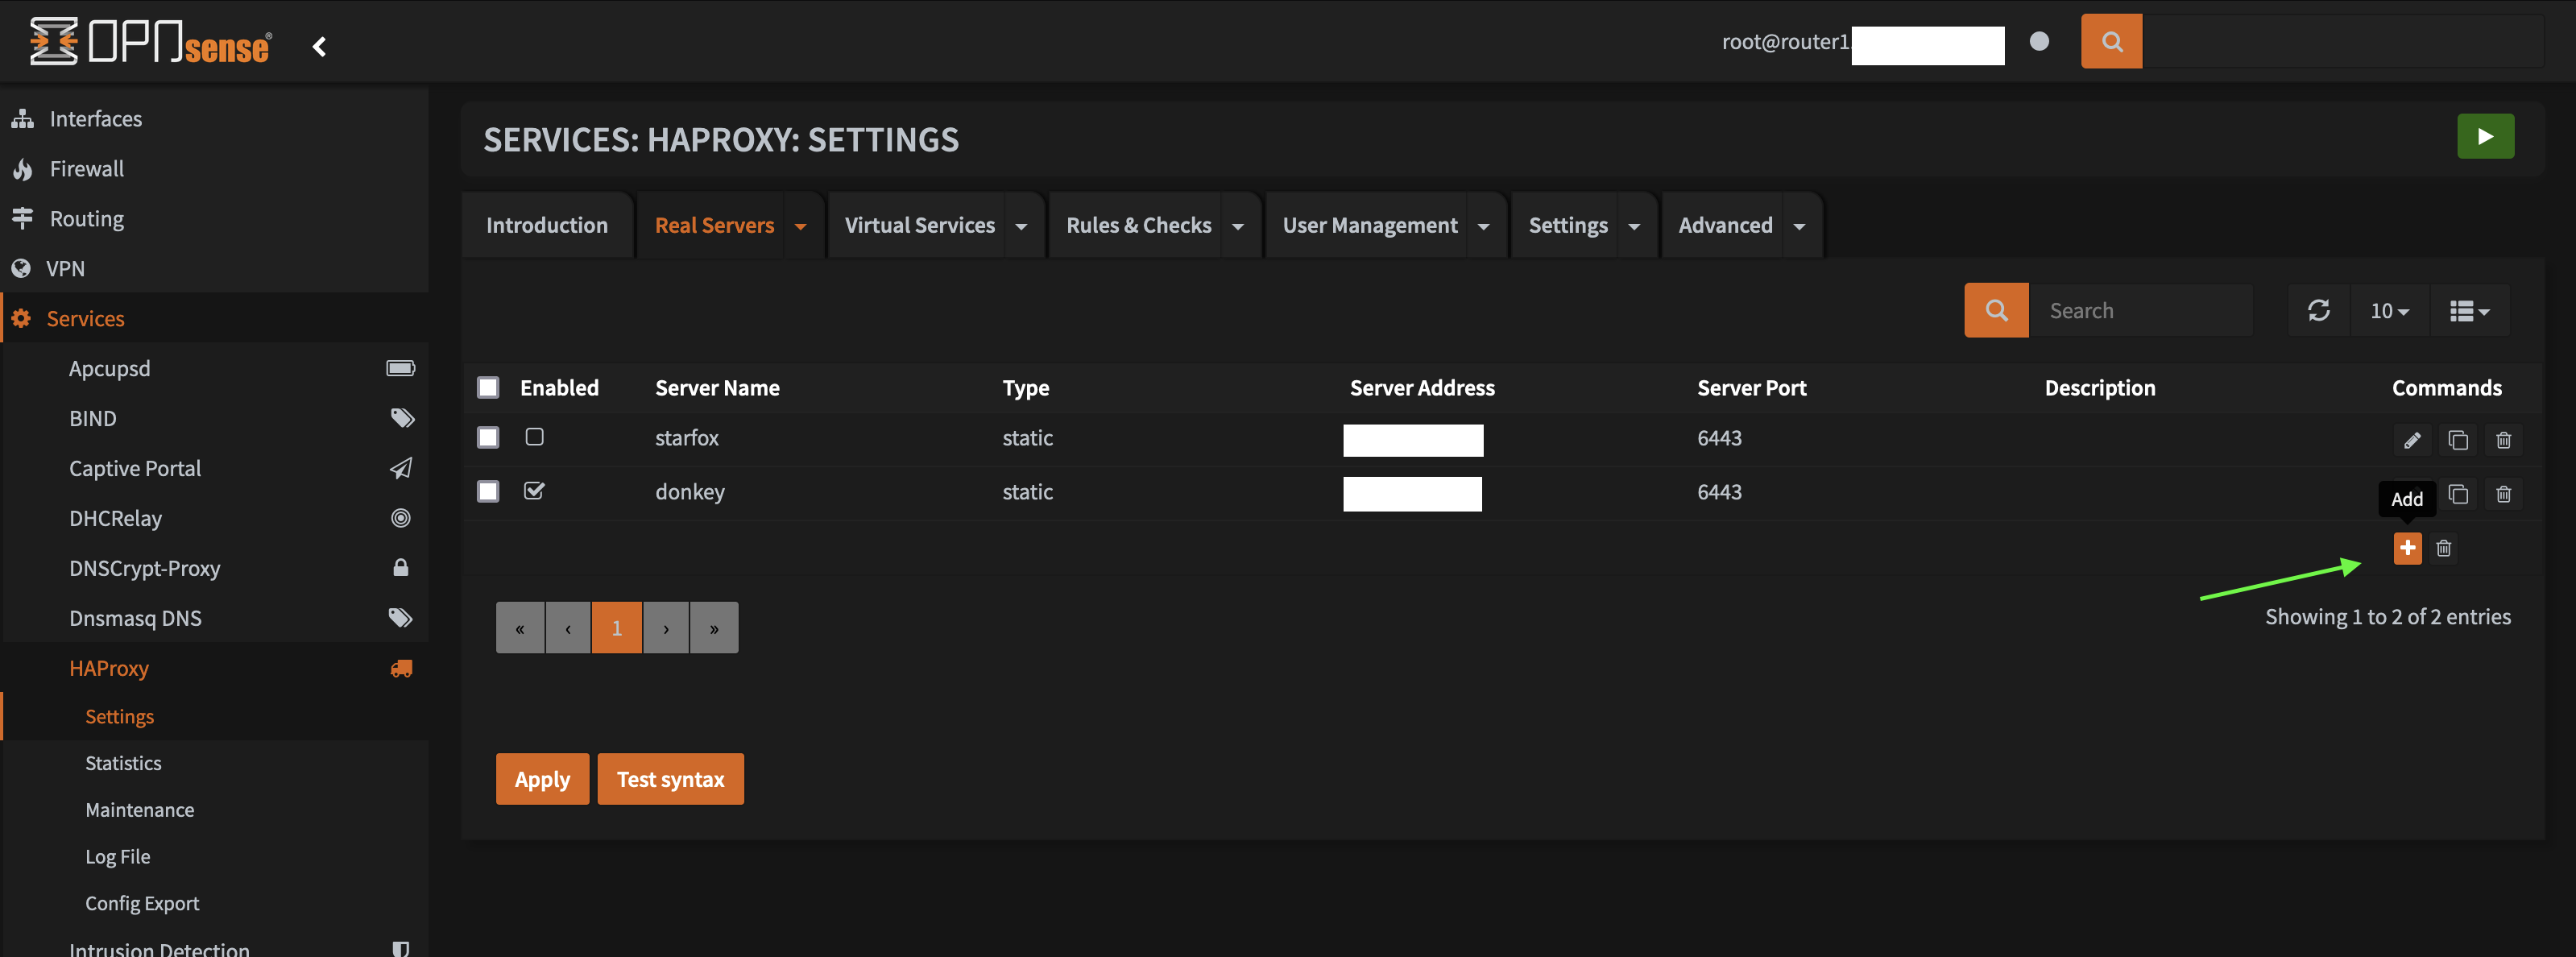 OPNsense®
root@router1.
Interfaces
Firewall
Routing
VPN
Services
Apcupsd
BIND
Captive Portal
DHCRelay
DNSCrypt-Proxy
Dnsmasq DNS
HAProxy
Settings
Statistics
Maintenance
Log File
Config Export
Intrusion Detection
SERVICES: HAPROXY: SETTINGS
Introduction Real Servers Virtual Services Rules & Checks User Management Settings Advanced
Search 10
Enabled Server Name Type Server Address Server Port Description Commands
starfox static 6443
donkey static 6443
Add
« ‹ 1 › »
Showing 1 to 2 of 2 entries
Apply Test syntax